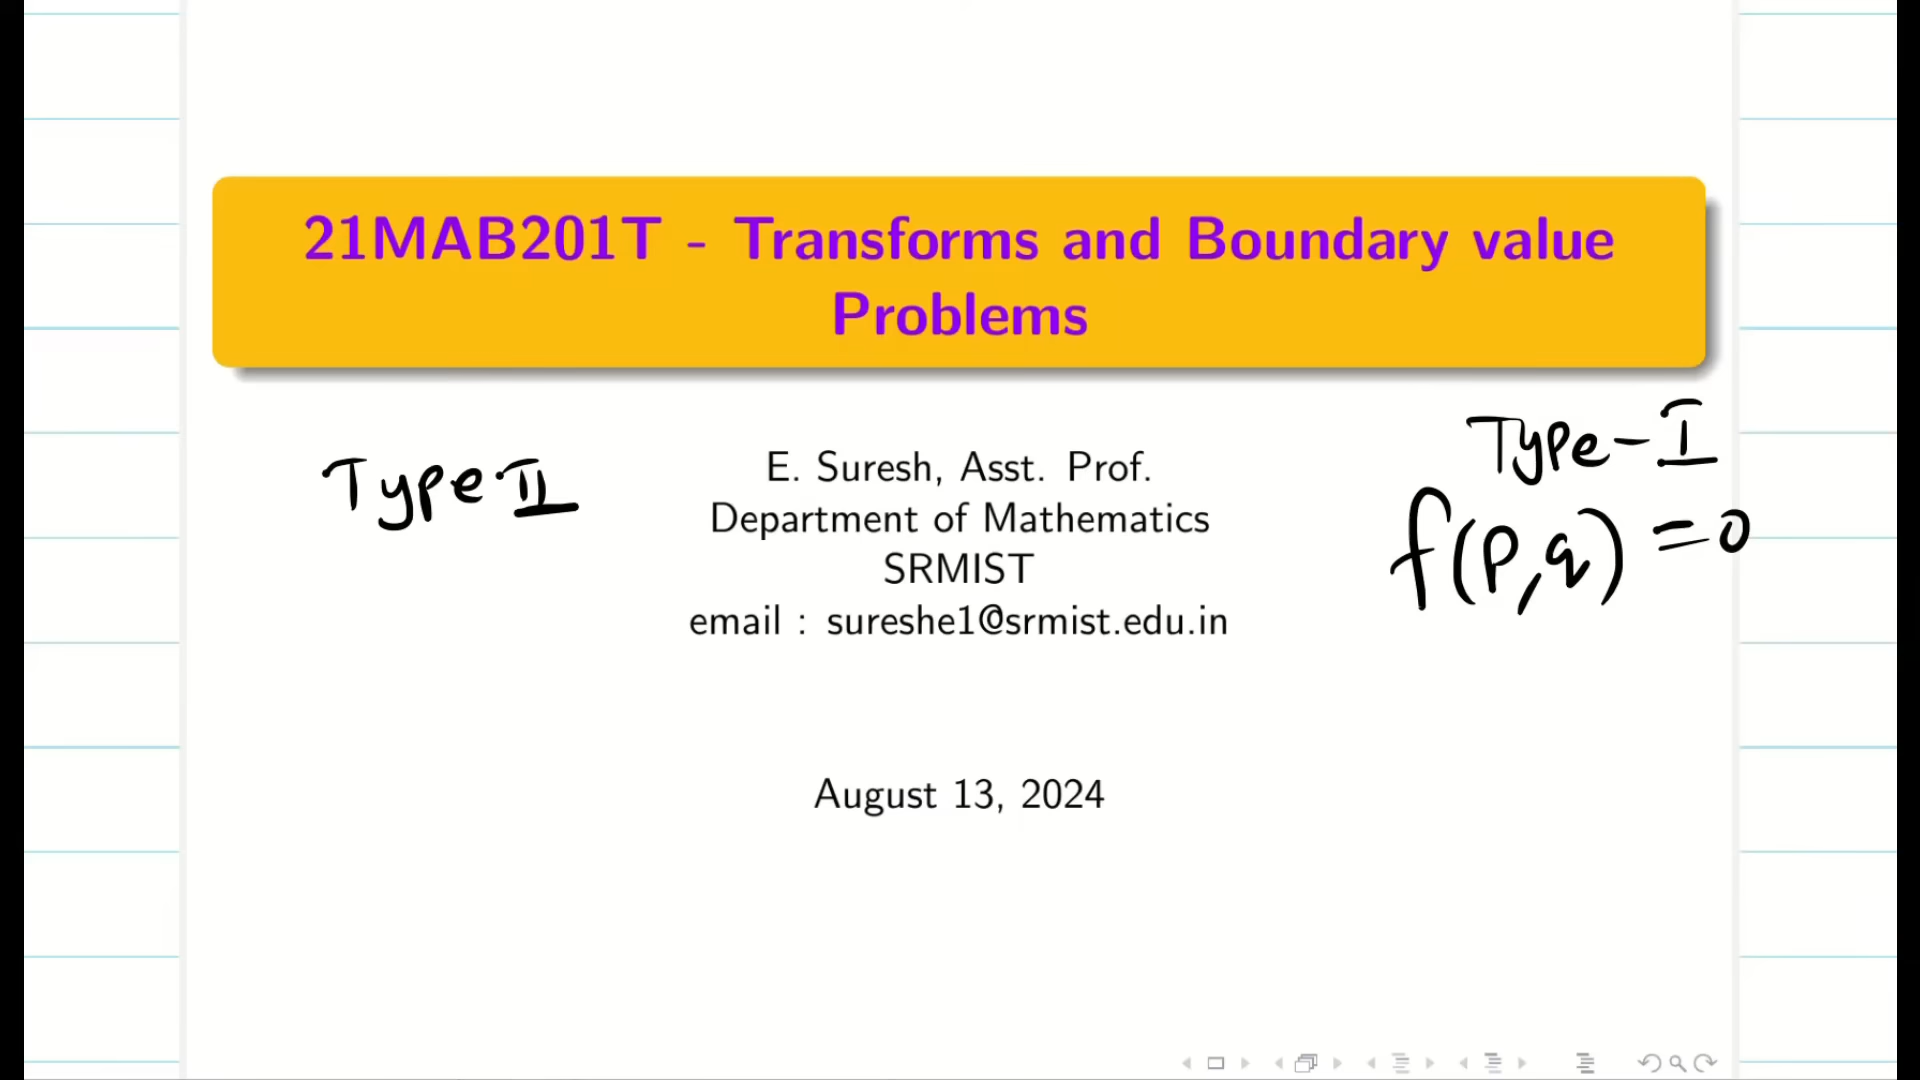 21MAB201T - Transforms and Boundary value
Problems
Type II
E. Suresh, Asst. Prof.
Department of Mathematics
SRMIST
email : sureshe1@srmist.edu.in
Type-I
f(p,q)=0
August 13, 2024